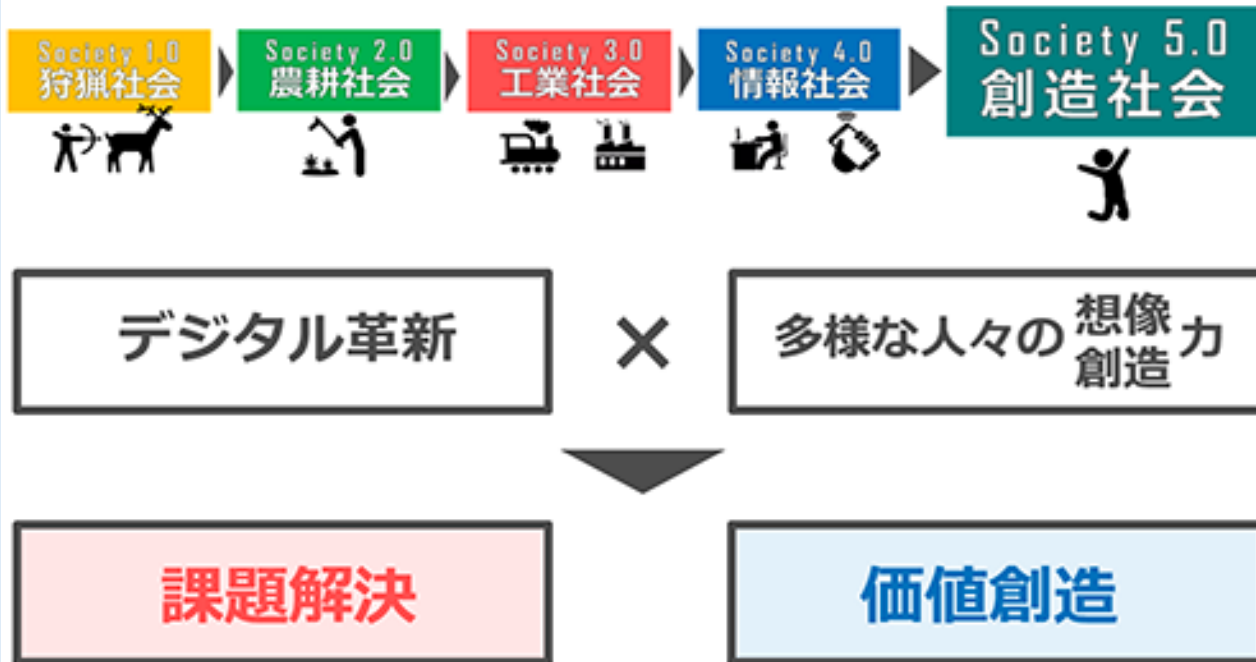 Society 1.0
狩猟社会
Society 2.0
農耕社会
Society 3.0
工業社会
Society 4.0
情報社会
Society 5.0
創造社会
デジタル革新
×
多様な人々の想像力
創造
課題解決
価値創造